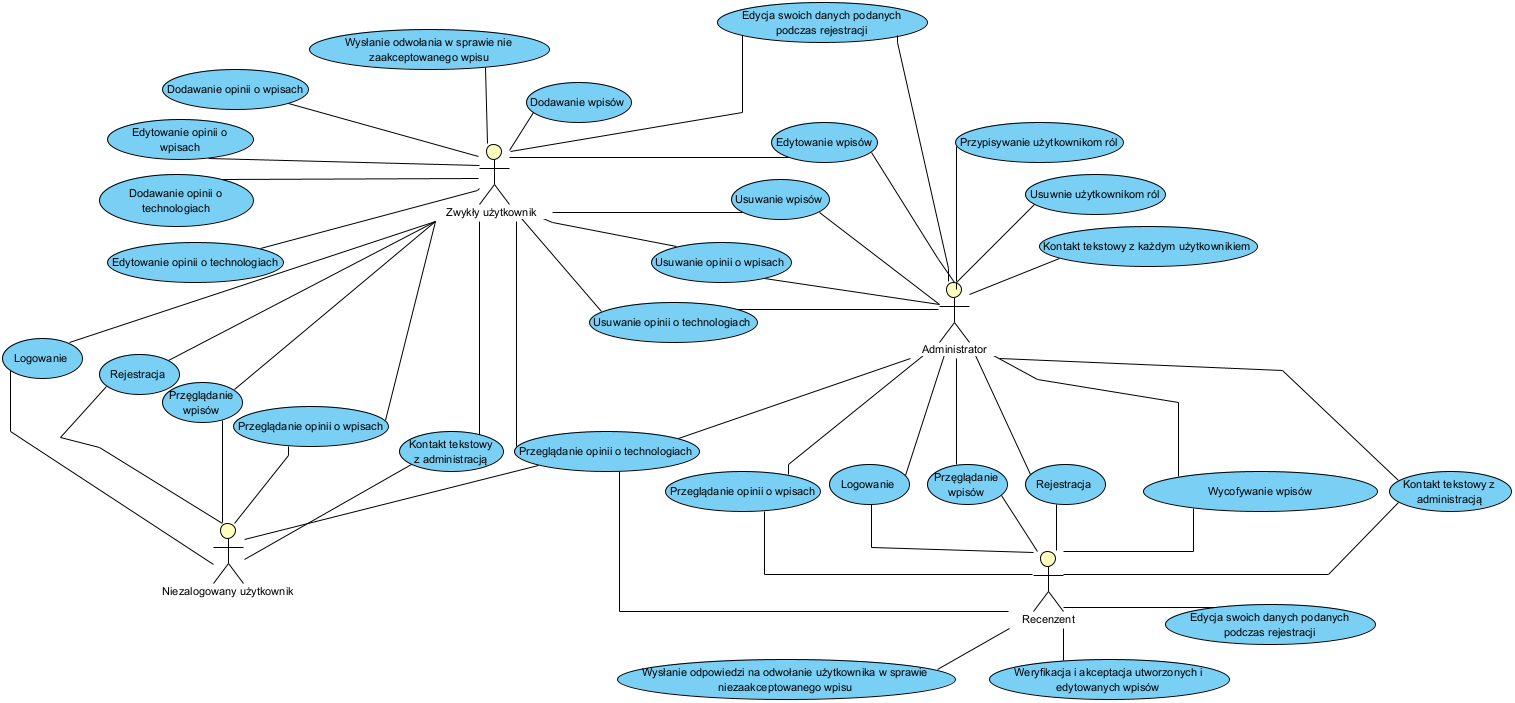 Edycja swoich danych podanych
podczas rejestracji
Wysłanie odwołania w sprawie nie
zaakceptowanego wpisu
Dodawanie opinii o wpisach
Dodawanie wpisów
Edytowanie opinii o
wpisach
Edytowanie wpisów
Przypisywanie użytkownikom ról
Dodawanie opinii o
technologiach
Usuwanie wpisów
Usuwnie użytkownikom ról
Zwykły użytkownik
Kontakt tekstowy z każdym użytkownikiem
Edytowanie opinii o technologiach
Usuwanie opinii o wpisach
Usuwanie opinii o technologiach
Administrator
Logowanie
Rejestracja
Przęglądanie
wpisów
Przeglądanie opinii o wpisach
Kontakt tekstowy
z administracją
Przeglądanie opinii o technologiach
Przeglądanie opinii o wpisach
Logowanie
Przęglądanie
wpisów
Rejestracja
Wycofywanie wpisów
Kontakt tekstowy z
administracją
Niezalogowany użytkownik
Recenzent
Edycja swoich danych podanych
podczas rejestracji
Wysłanie odpowiedzi na odwołanie użytkownika w sprawie
niezaakceptowanego wpisu
Weryfikacja i akceptacja utworzonych i
edytowanych wpisów